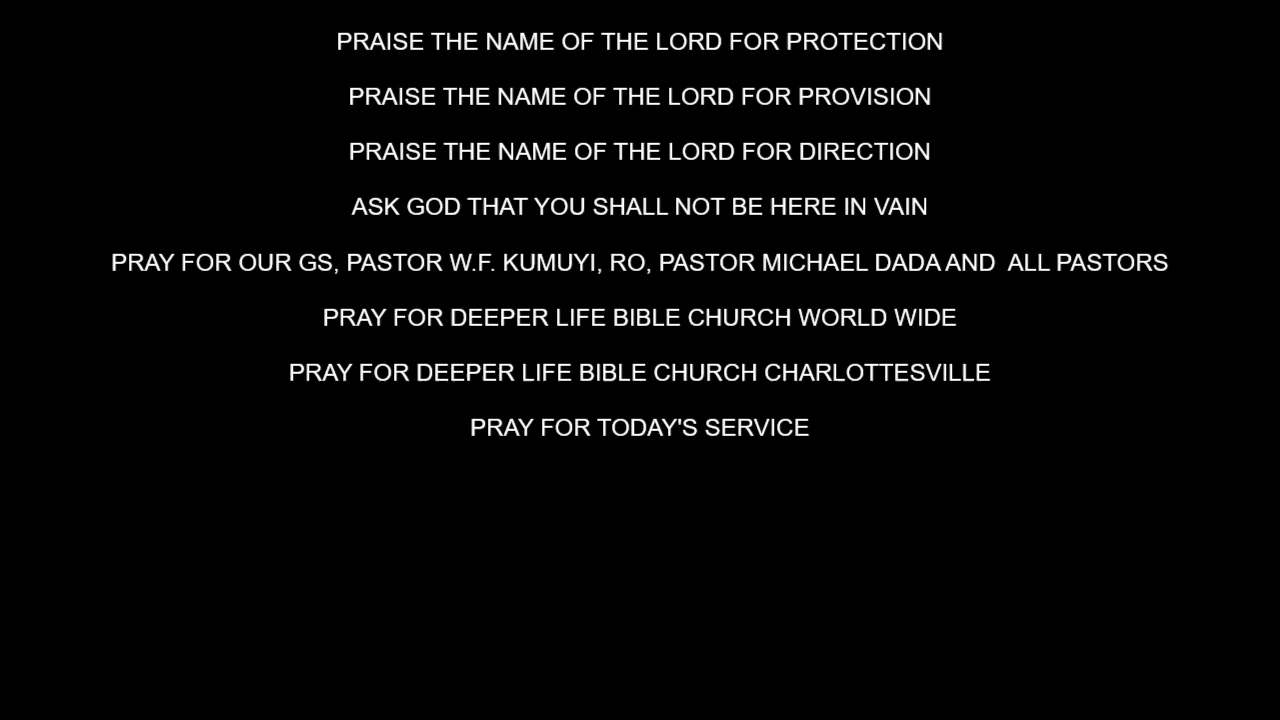 PRAISE THE NAME OF THE LORD FOR PROTECTION
PRAISE THE NAME OF THE LORD FOR PROVISION
PRAISE THE NAME OF THE LORD FOR DIRECTION
ASK GOD THAT YOU SHALL NOT BE HERE IN VAIN
PRAY FOR OUR GS, PASTOR W.F. KUMUYI, RO, PASTOR MICHAEL DADA AND  ALL PASTORS
PRAY FOR DEEPER LIFE BIBLE CHURCH WORLD WIDE
PRAY FOR DEEPER LIFE BIBLE CHURCH CHARLOTTESVILLE
PRAY FOR TODAY'S SERVICE